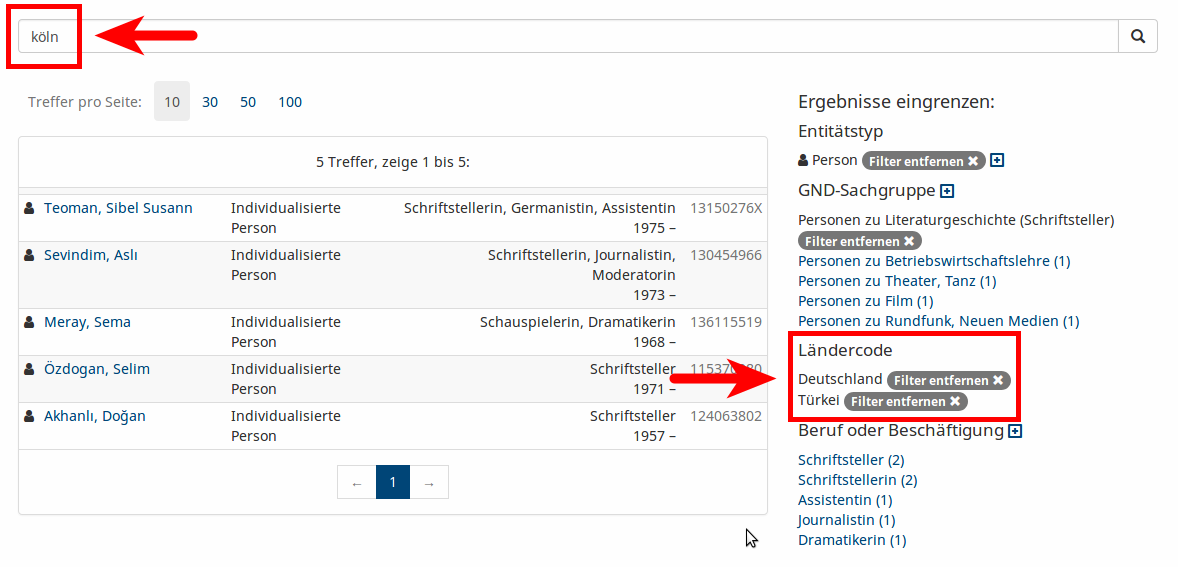 köln
Treffer pro Seite: 10 30 50 100
5 Treffer, zeige 1 bis 5:
Teoman, Sibel Susann Individualisierte Schriftstellerin, Germanistin, Assistentin 13150276X
Person 1975 –
Sevindim, Aslı Individualisierte Schriftstellerin, Journalistin, 130454966
Person Moderatorin
1973 –
Meray, Sema Individualisierte Schauspielerin, Dramatikerin 136115519
Person 1968 –
Özdogan, Selim Individualisierte Schriftsteller
Person 1971 –
Akhanlı, Doğan Individualisierte Schriftsteller 124063802
Person 1957 –
← 1 →
Ergebnisse eingrenzen:
Entitätstyp
Person Filter entfernen
GND-Sachgruppe
Personen zu Literaturgeschichte (Schriftsteller)
Filter entfernen
Personen zu Betriebswirtschaftslehre (1)
Personen zu Theater, Tanz (1)
Personen zu Film (1)
Personen zu Rundfunk, Neuen Medien (1)
Ländercode
Deutschland Filter entfernen
Türkei Filter entfernen
Beruf oder Beschäftigung
Schriftsteller (2)
Schriftstellerin (2)
Assistentin (1)
Journalistin (1)
Dramatikerin (1)